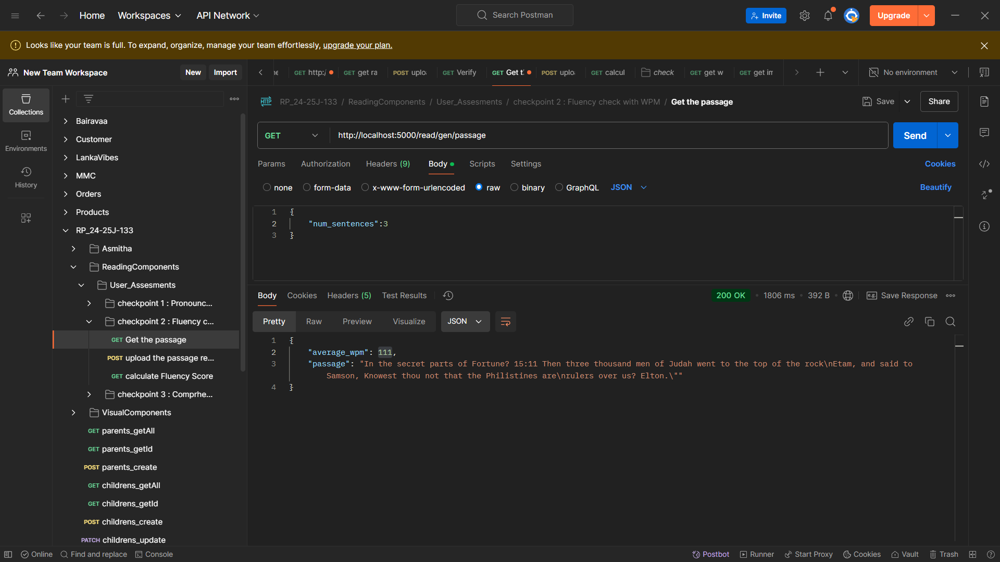 Home Workspaces API Network Search Postman Invite Upgrade
Looks like your team is full. To expand, organize, manage your team effortlessly, upgrade your plan.
New Team Workspace New Import
GET http:/ GET get ra POST uplo GET Verify GET Get t POST uplo GET calcul check GET get w GET get im No environment
Collections
Environments
History
Bairavaa
Customer
LankaVibes
MMC
Orders
Products
RP_24-25J-133
Asmitha
ReadingComponents
User_Assesments
checkpoint 1 : Pronounc...
checkpoint 2 : Fluency c...
GET Get the passage
POST upload the passage re...
GET calculate Fluency Score
checkpoint 3 : Comprhe...
VisualComponents
GET parents_getAll
GET parents_getId
POST parents_create
GET childrens_getAll
GET childrens_getId
POST childrens_create
PATCH childrens_update
HTTP RP_24-25J-133 / ReadingComponents / User_Assesments / checkpoint 2 : Fluency check with WPM / Get the passage Save Share
GET http://localhost:5000/read/gen/passage Send
Params Authorization Headers (9) Body Scripts Settings Cookies
none form-data x-www-form-urlencoded raw binary GraphQL JSON Beautify
1 {
2 "num_sentences":3
3 }
Body Cookies Headers (5) Test Results 200 OK 1806 ms 392 B e.g. Save Response
Pretty Raw Preview Visualize JSON
1 {
2 "average_wpm": 111,
3 "passage": "In the secret parts of Fortune? 15:11 Then three thousand men of Judah went to the top of the rock\nEtam, and said to
Samson, Knowest thou not that the Philistines are\nrulers over us? Elton.\""
4 }
Online Find and replace Console Postbot Runner Start Proxy Cookies Vault Trash